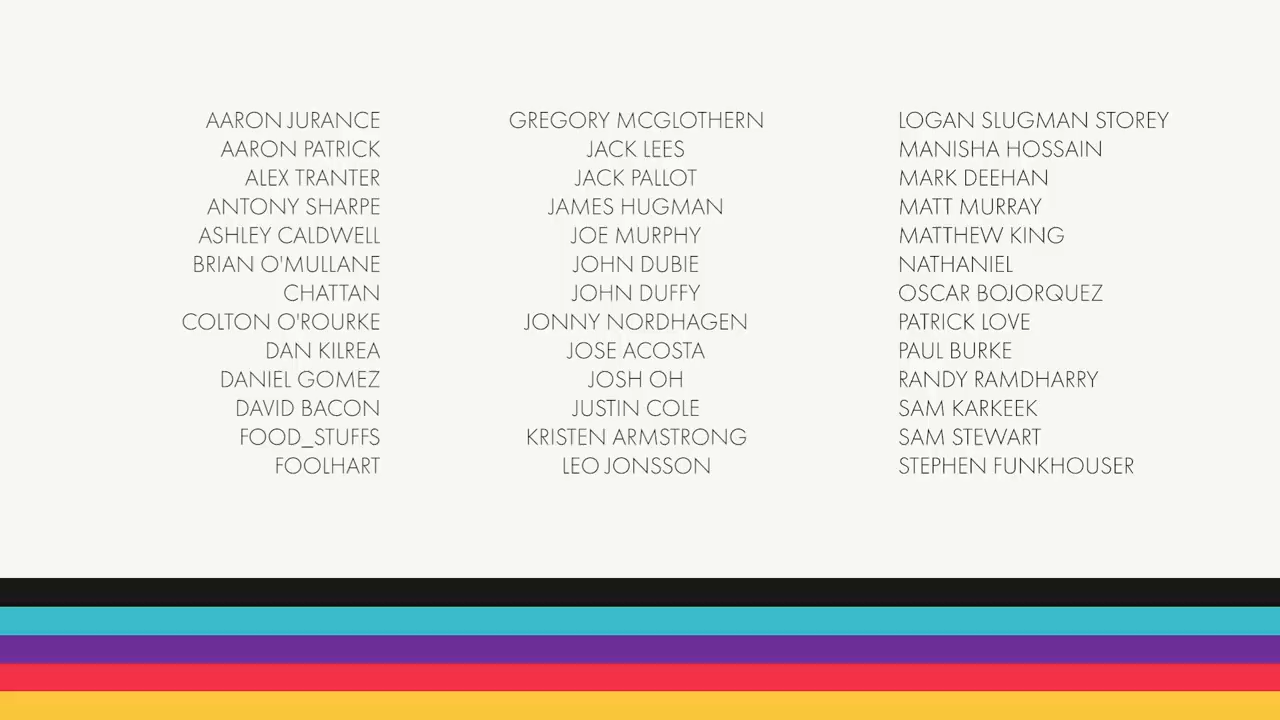 AARON JURANCE
AARON PATRICK
ALEX TRANTER
ANTONY SHARPE
ASHLEY CALDWELL
BRIAN O'MULLANE
CHATTAN
COLTON O'ROURKE
DAN KILREA
DANIEL GOMEZ
DAVID BACON
FOOD_STUFFS
FOOLHART
GREGORY MCGLOTHERN
JACK LEES
JACK PALLOT
JAMES HUGMAN
JOE MURPHY
JOHN DUBIE
JOHN DUFFY
JONNY NORDHAGEN
JOSE ACOSTA
JOSH OH
JUSTIN COLE
KRISTEN ARMSTRONG
LEO JONSSON
LOGAN SLUGMAN STOREY
MANISHA HOSSAIN
MARK DEEHAN
MATT MURRAY
MATTHEW KING
NATHANIEL
OSCAR BOJORQUEZ
PATRICK LOVE
PAUL BURKE
RANDY RAMDHARRY
SAM KARKEEK
SAM STEWART
STEPHEN FUNKHOUSER